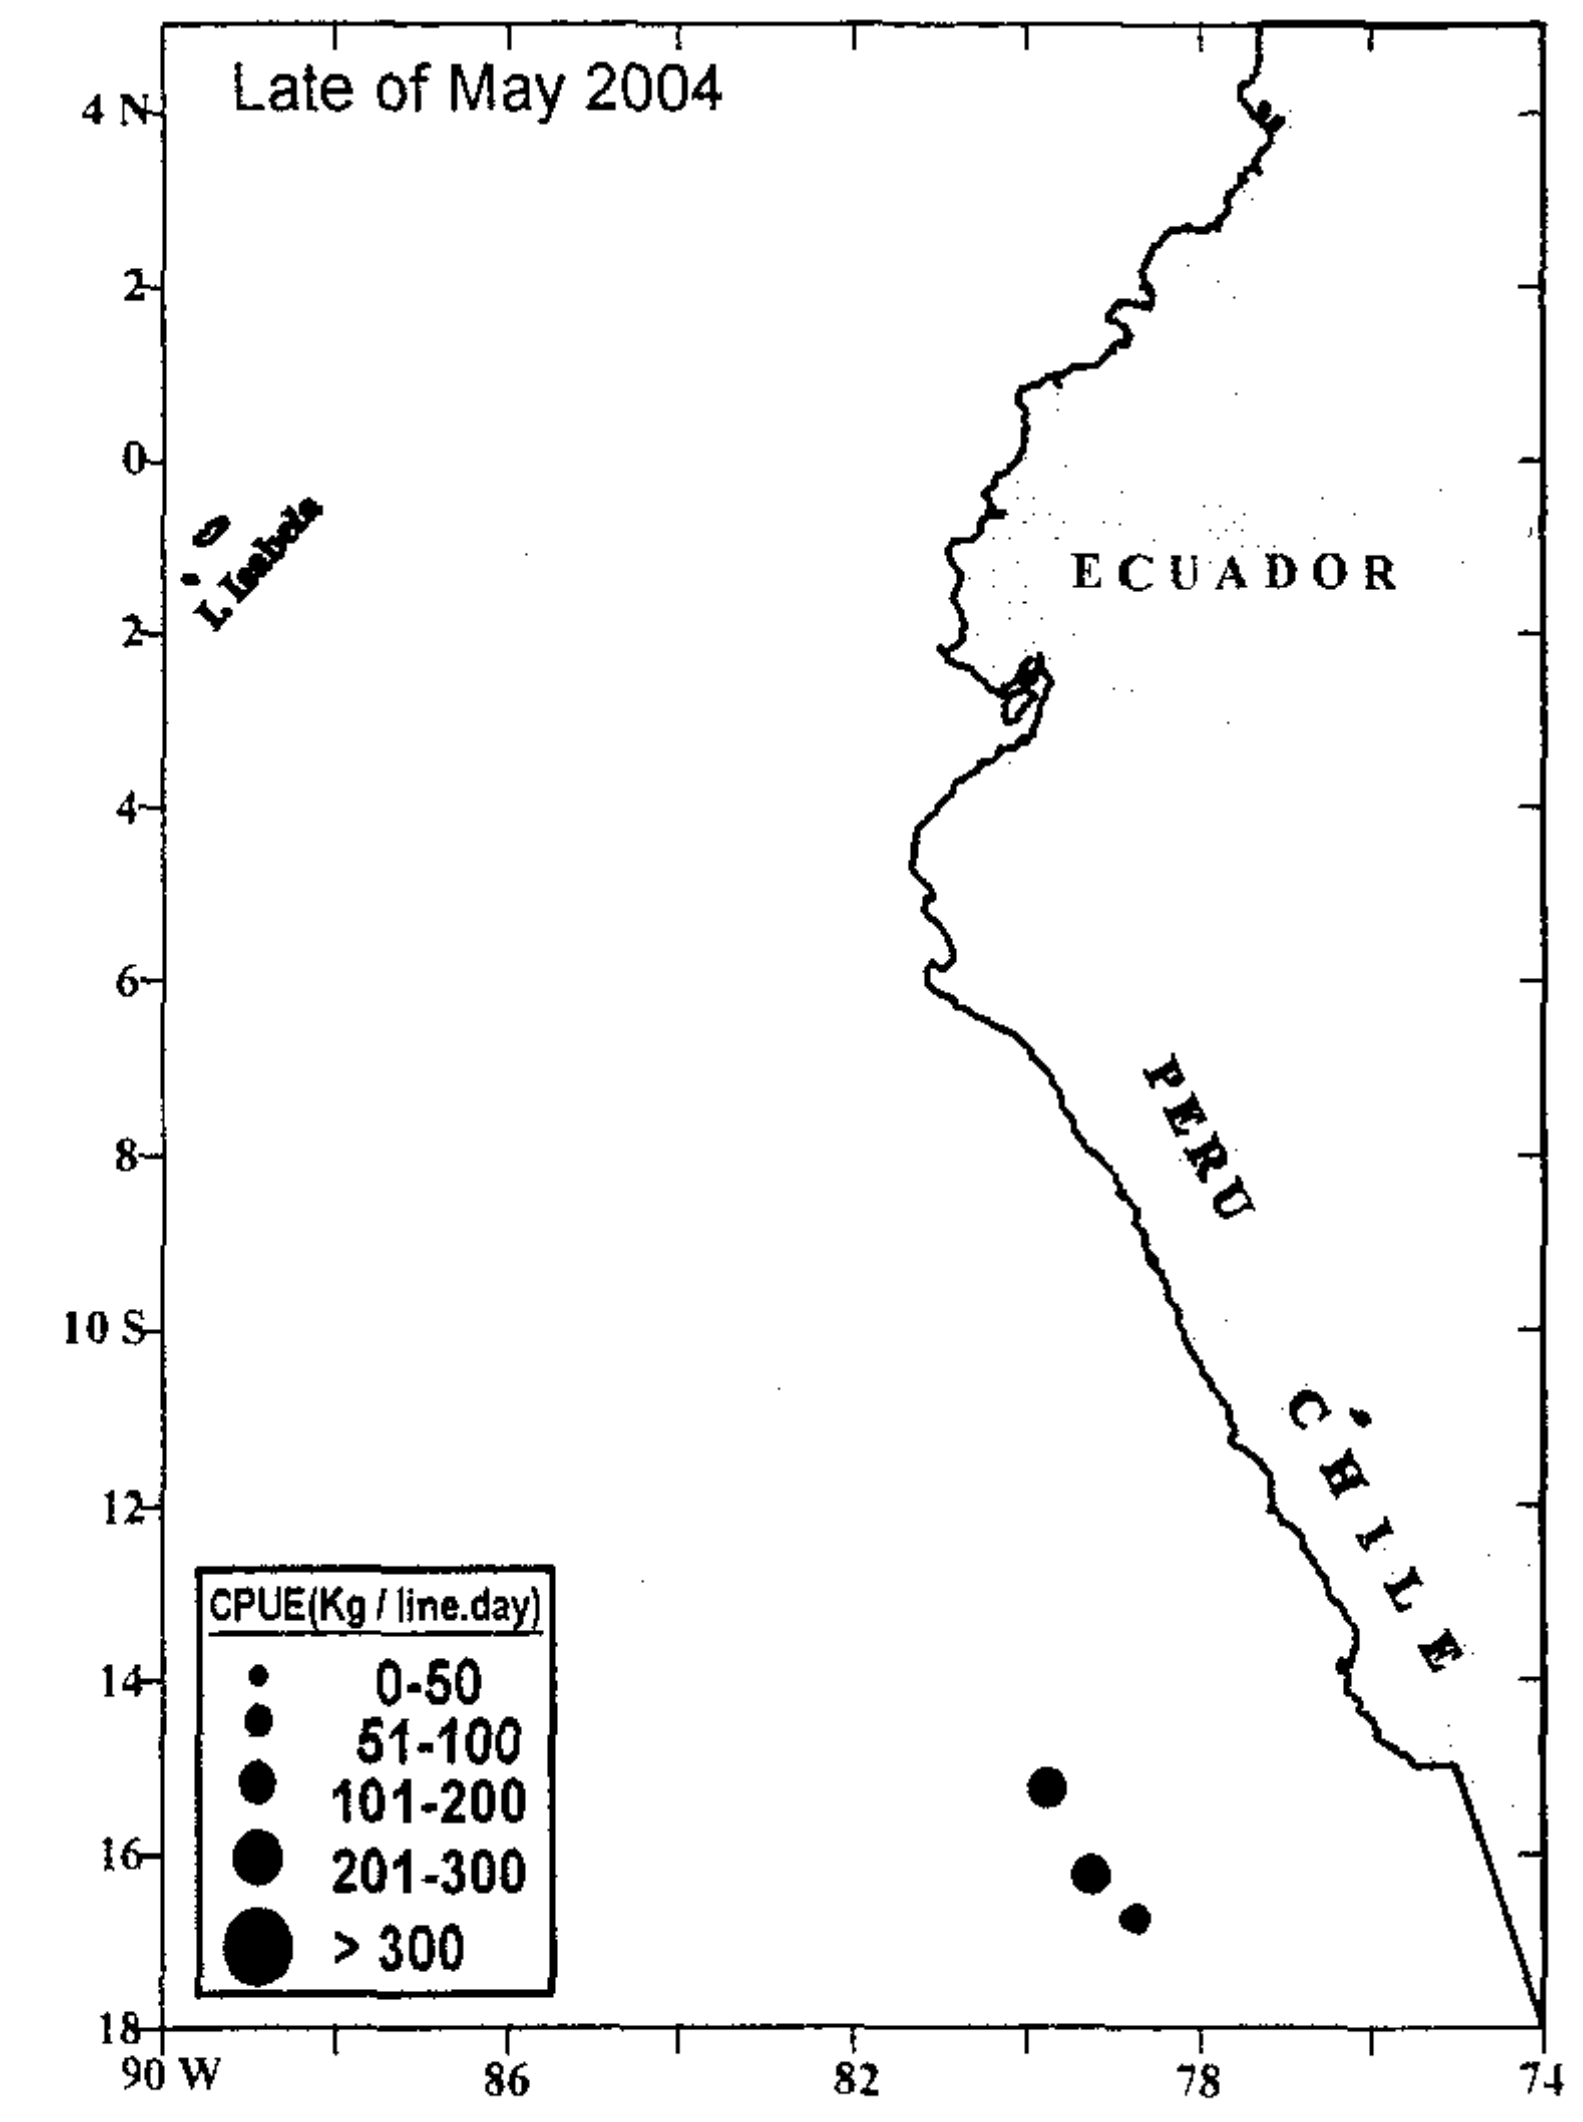 Late of May 2004
4 N
2
0
2
4
6
8
10 S
12
14
16
18
90 W
86
82
78
74
I. Isabela
ECUADOR
PERU
CHILE
CPUE(Kg / line.day)
0-50
51-100
101-200
201-300
> 300